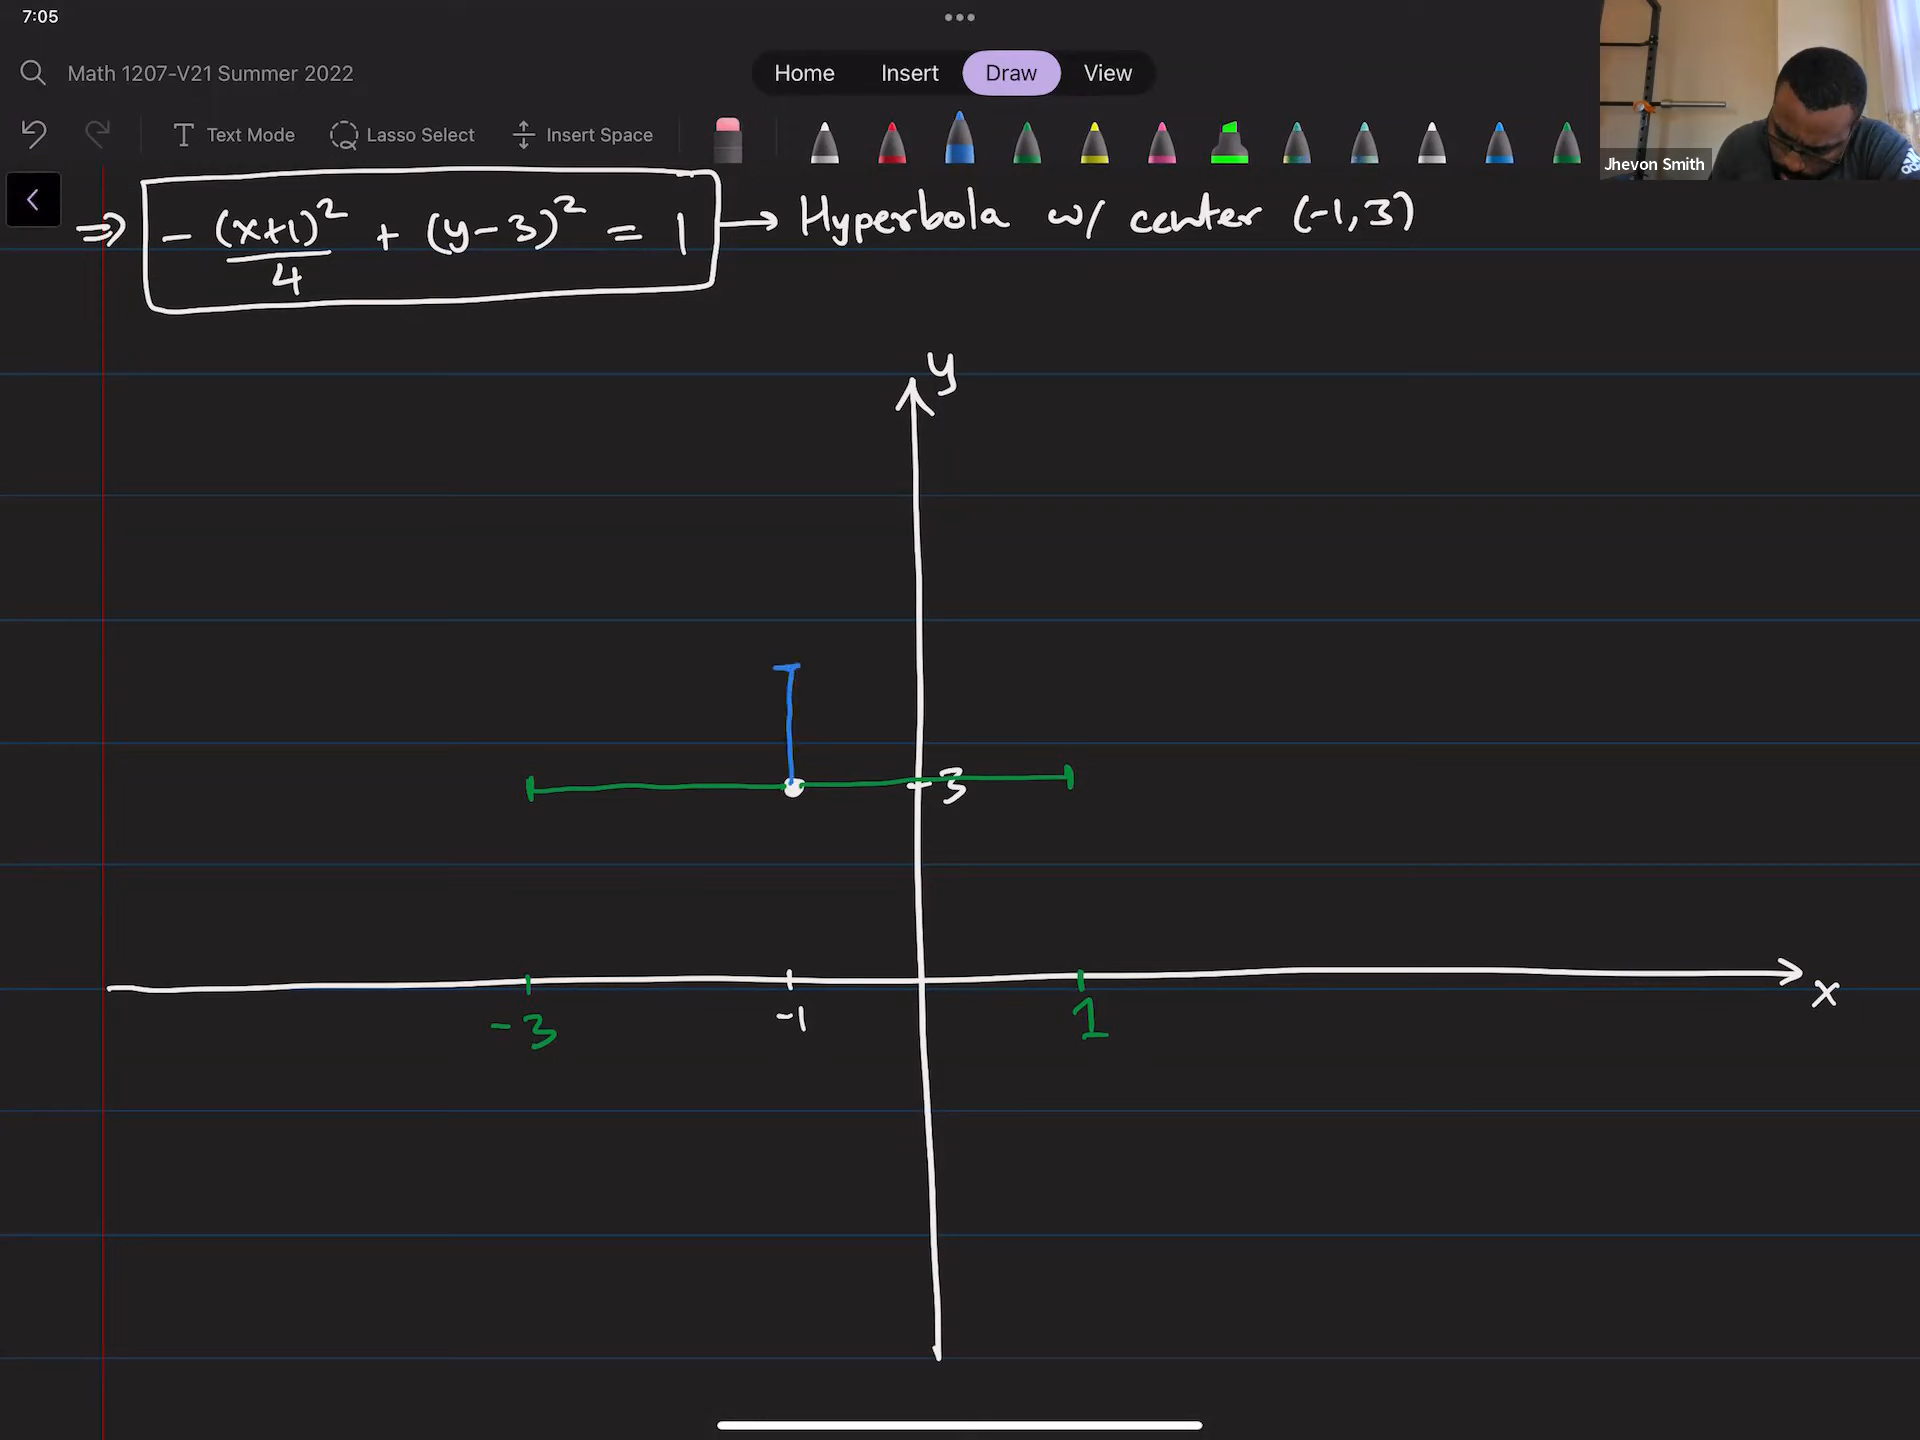 7:05
Math 1207-V21 Summer 2022
Home Insert Draw View
Text Mode Lasso Select Insert Space
Jhevon Smith
⇒ - (x+1)²/4 + (y-3)² = 1 → Hyperbola w/ center (-1,3)
y
3
x
-3 -1 1